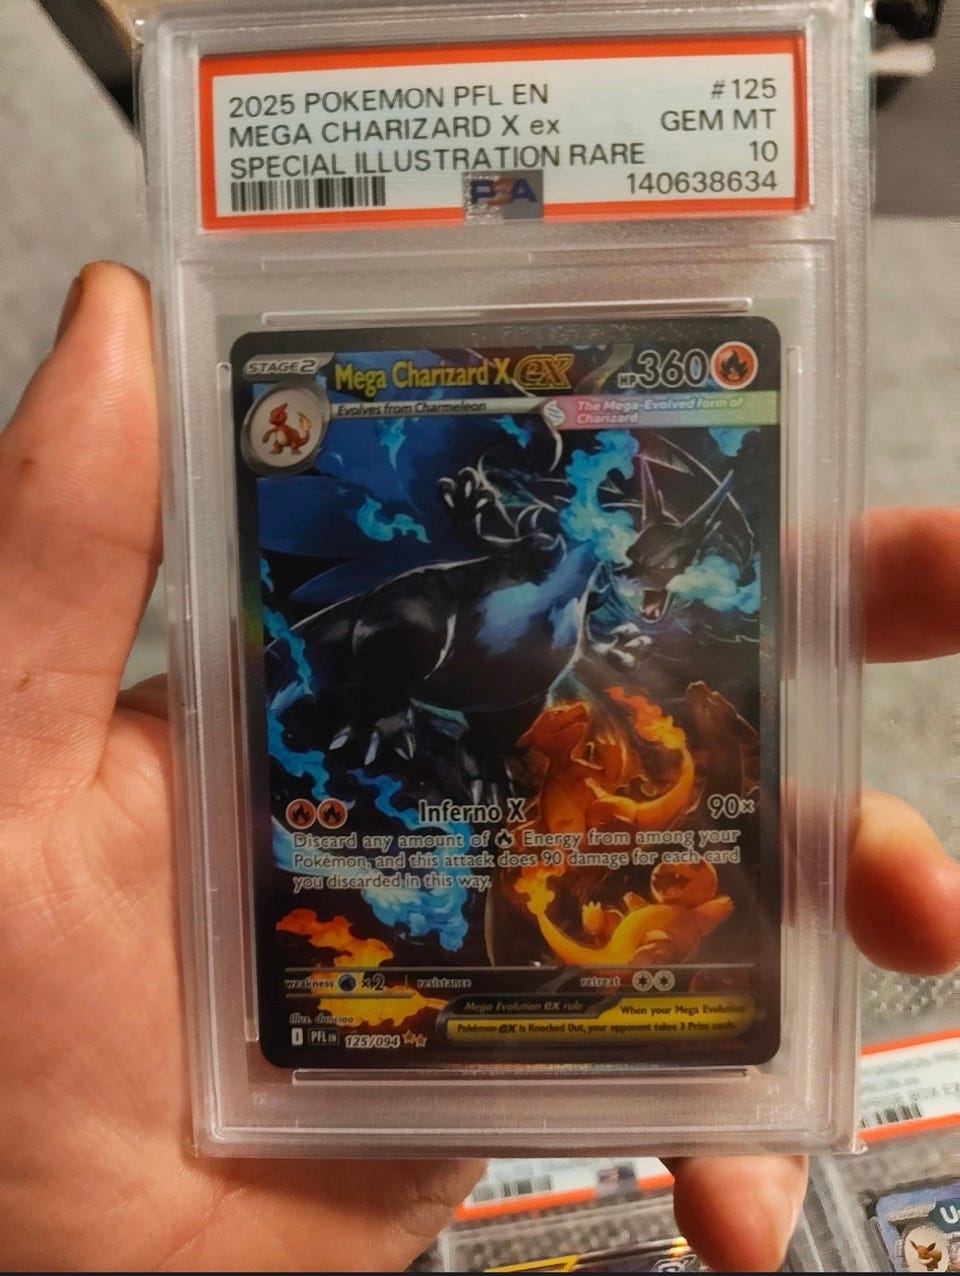 2025 POKEMON PFL EN #125
MEGA CHARIZARD X ex GEM MT
SPECIAL ILLUSTRATION RARE 10
PSA 140638634
STAGE2 Mega Charizard X ex HP 360
Evolves from Charmeleon
The Mega-Evolved form of
Charizard
Inferno X 90×
Discard any amount of Energy from among your
Pokémon, and this attack does 90 damage for each card
you discarded in this way.
weakness ×2 resistance retreat
Mega Evolution ex rule When your Mega Evolution
Pokémon ex is Knocked Out, your opponent takes 3 Prize cards.
Illus. danciao
PFL EN 125/094